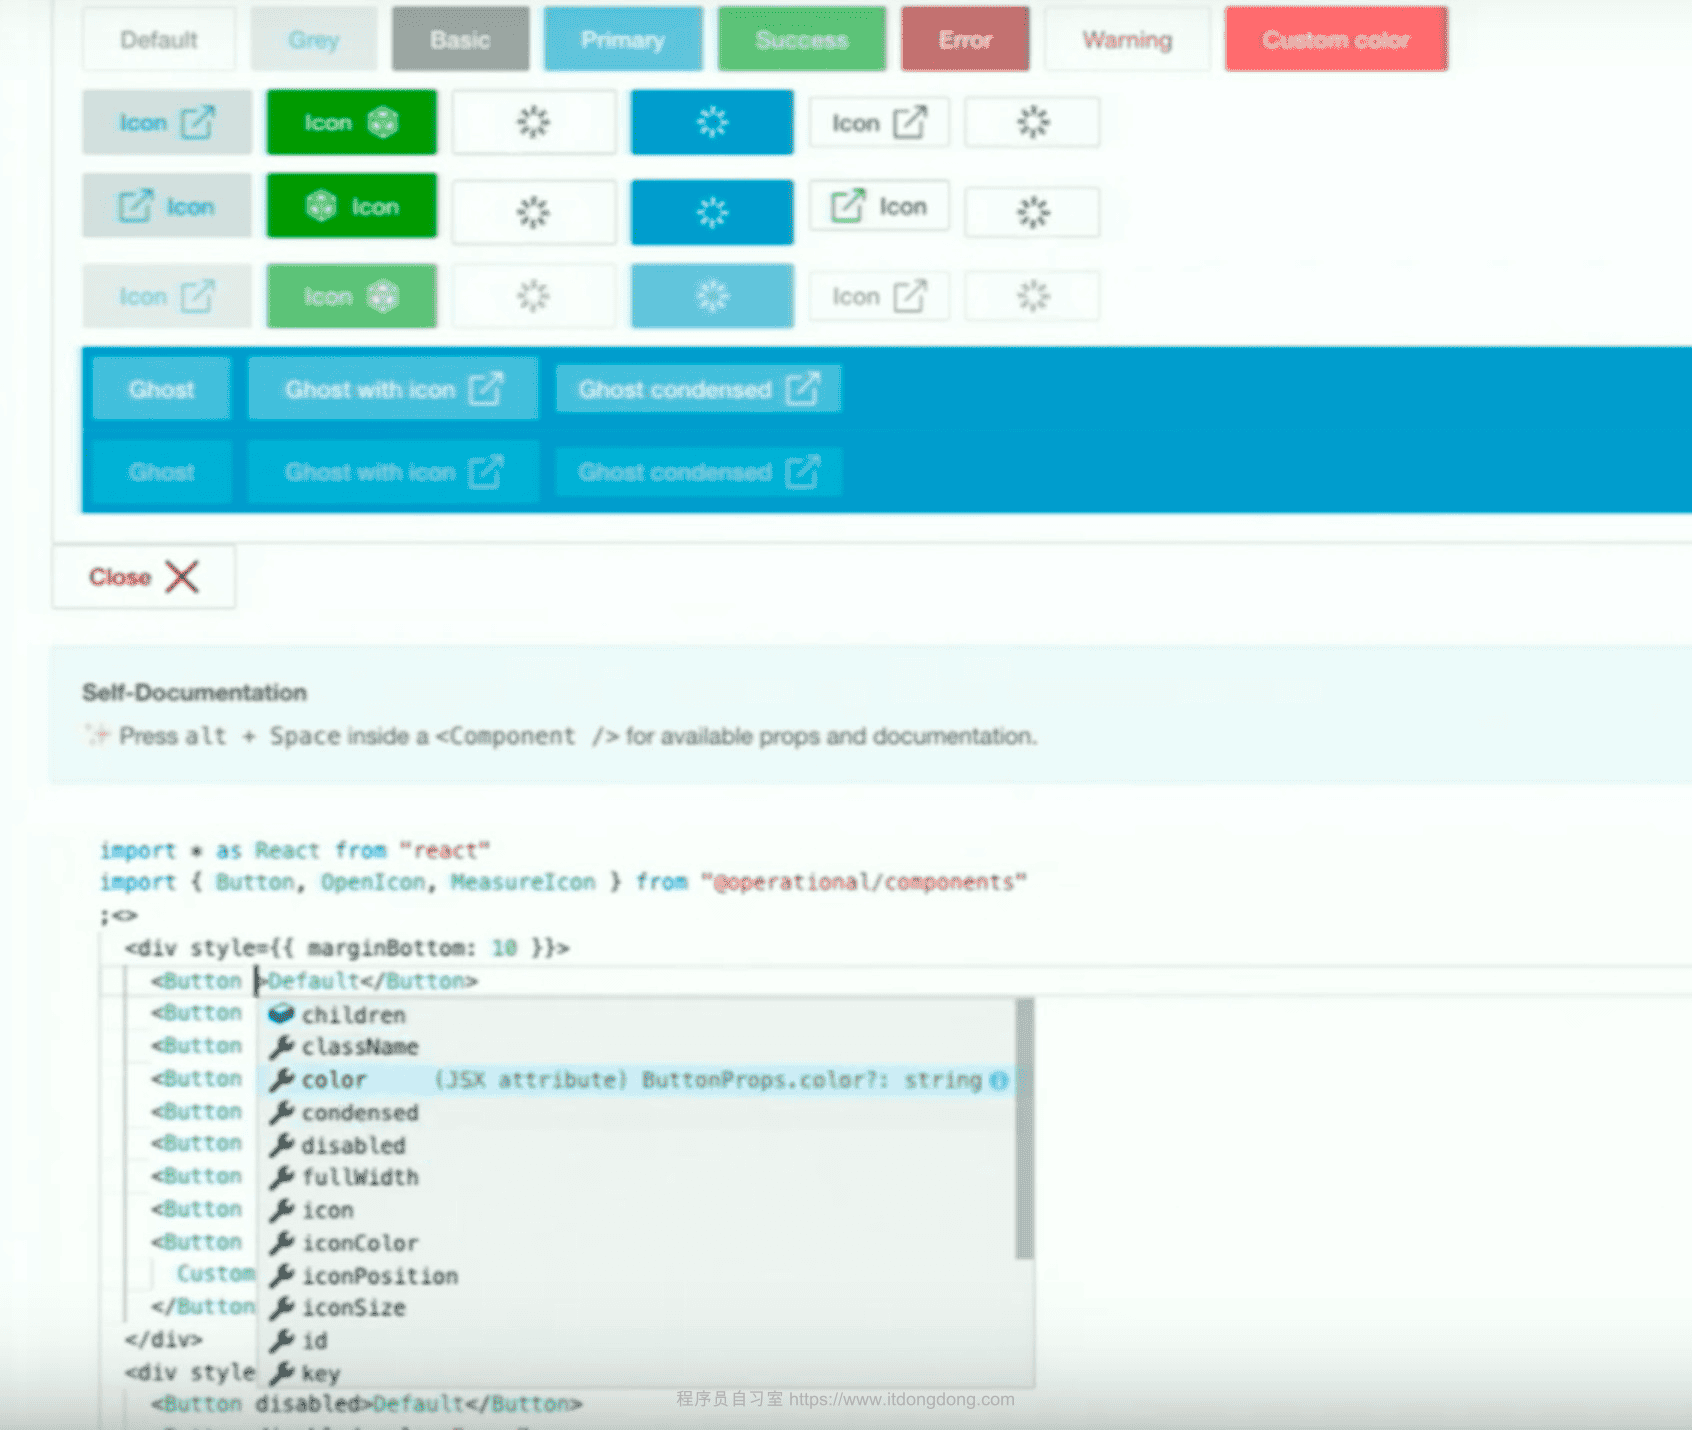 Default Grey Basic Primary Success Error Warning Custom color
Icon Icon Icon
Icon Icon Icon
Icon Icon Icon
Ghost Ghost with icon Ghost condensed
Ghost Ghost with icon Ghost condensed
Close
Self-Documentation
Press alt + Space inside a <Component /> for available props and documentation.
import * as React from "react"
import { Button, OpenIcon, MeasureIcon } from "@operational/components"
;<>
<div style={{ marginBottom: 10 }}>
<Button >Default</Button>
<Button children
<Button className
<Button color (JSX attribute) ButtonProps.color?: string
<Button condensed
<Button disabled
<Button fullWidth
<Button icon
<Button iconColor
Custom iconPosition
</Button iconSize
</div> id
<div style key
<Button disabled>Default</Button>
程序员自习室 https://www.itdongdong.com